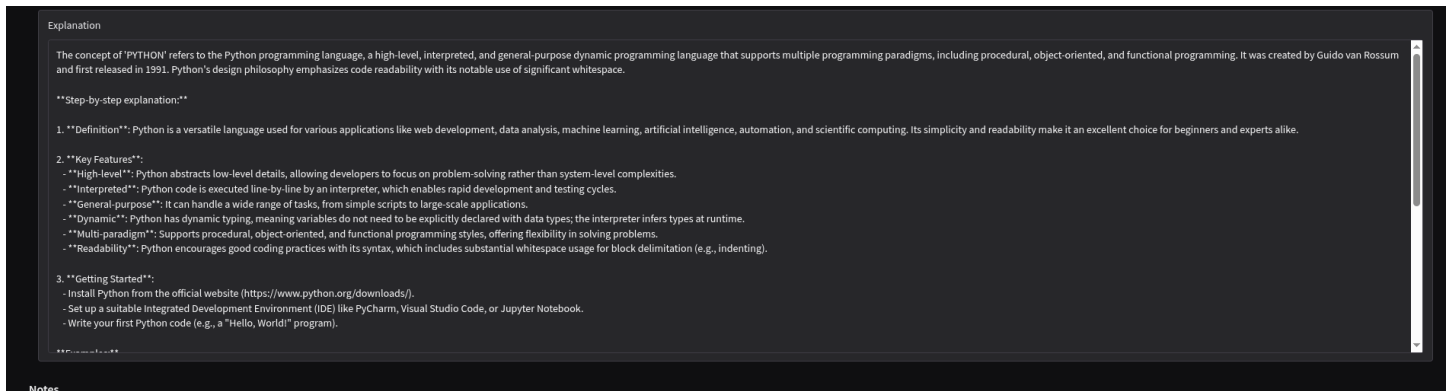 Explanation
The concept of 'PYTHON' refers to the Python programming language, a high-level, interpreted, and general-purpose dynamic programming language that supports multiple programming paradigms, including procedural, object-oriented, and functional programming. It was created by Guido van Rossum
and first released in 1991. Python's design philosophy emphasizes code readability with its notable use of significant whitespace.
**Step-by-step explanation:**
1. **Definition**: Python is a versatile language used for various applications like web development, data analysis, machine learning, artificial intelligence, automation, and scientific computing. Its simplicity and readability make it an excellent choice for beginners and experts alike.
2. **Key Features**:
- **High-level**: Python abstracts low-level details, allowing developers to focus on problem-solving rather than system-level complexities.
- **Interpreted**: Python code is executed line-by-line by an interpreter, which enables rapid development and testing cycles.
- **General-purpose**: It can handle a wide range of tasks, from simple scripts to large-scale applications.
- **Dynamic**: Python has dynamic typing, meaning variables do not need to be explicitly declared with data types; the interpreter infers types at runtime.
- **Multi-paradigm**: Supports procedural, object-oriented, and functional programming styles, offering flexibility in solving problems.
- **Readability**: Python encourages good coding practices with its syntax, which includes substantial whitespace usage for block delimitation (e.g., indenting).
3. **Getting Started**:
- Install Python from the official website (https://www.python.org/downloads/).
- Set up a suitable Integrated Development Environment (IDE) like PyCharm, Visual Studio Code, or Jupyter Notebook.
- Write your first Python code (e.g., a "Hello, World!" program).
Notes